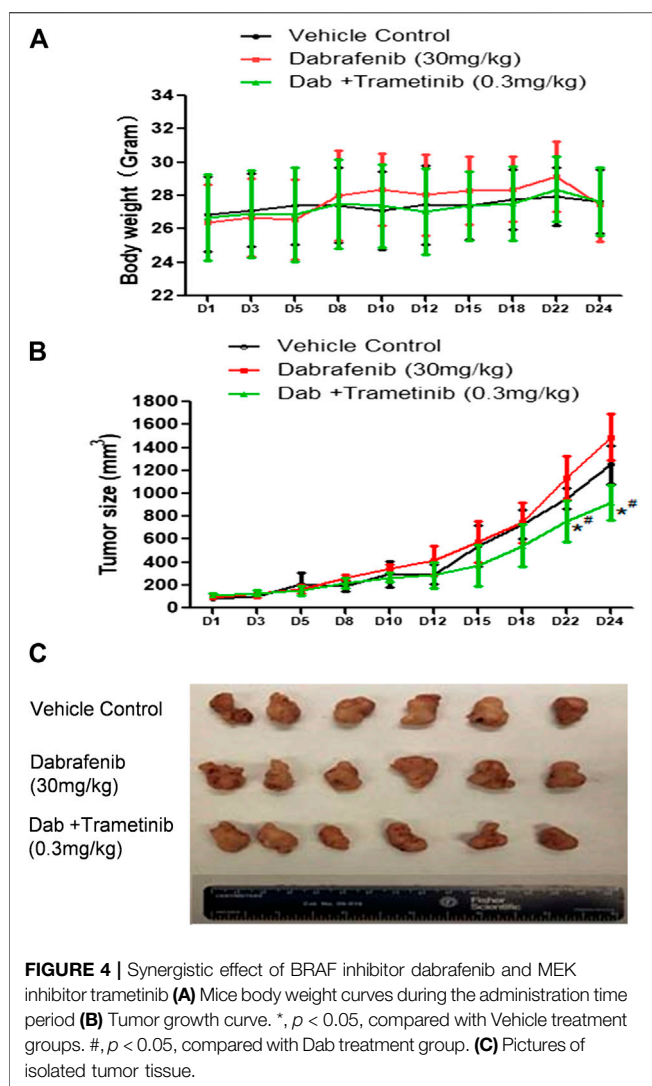 A
Vehicle Control
Dabrafenib (30mg/kg)
Dab +Trametinib (0.3mg/kg)
Body weight (Gram)
34
32
30
28
26
24
22
D1 D3 D5 D8 D10 D12 D15 D18 D22 D24
B
Vehicle Control
Dabrafenib (30mg/kg)
Dab +Trametinib (0.3mg/kg)
Tumor size (mm³)
1800
1600
1400
1200
1000
800
600
400
200
0
*# *#
D1 D3 D5 D8 D10 D12 D15 D18 D22 D24
C
Vehicle Control
Dabrafenib
(30mg/kg)
Dab +Trametinib
(0.3mg/kg)
Fisher
Scientific
FIGURE 4 | Synergistic effect of BRAF inhibitor dabrafenib and MEK
inhibitor trametinib (A) Mice body weight curves during the administration time
period (B) Tumor growth curve. *, p < 0.05, compared with Vehicle treatment
groups. #, p < 0.05, compared with Dab treatment group. (C) Pictures of
isolated tumor tissue.